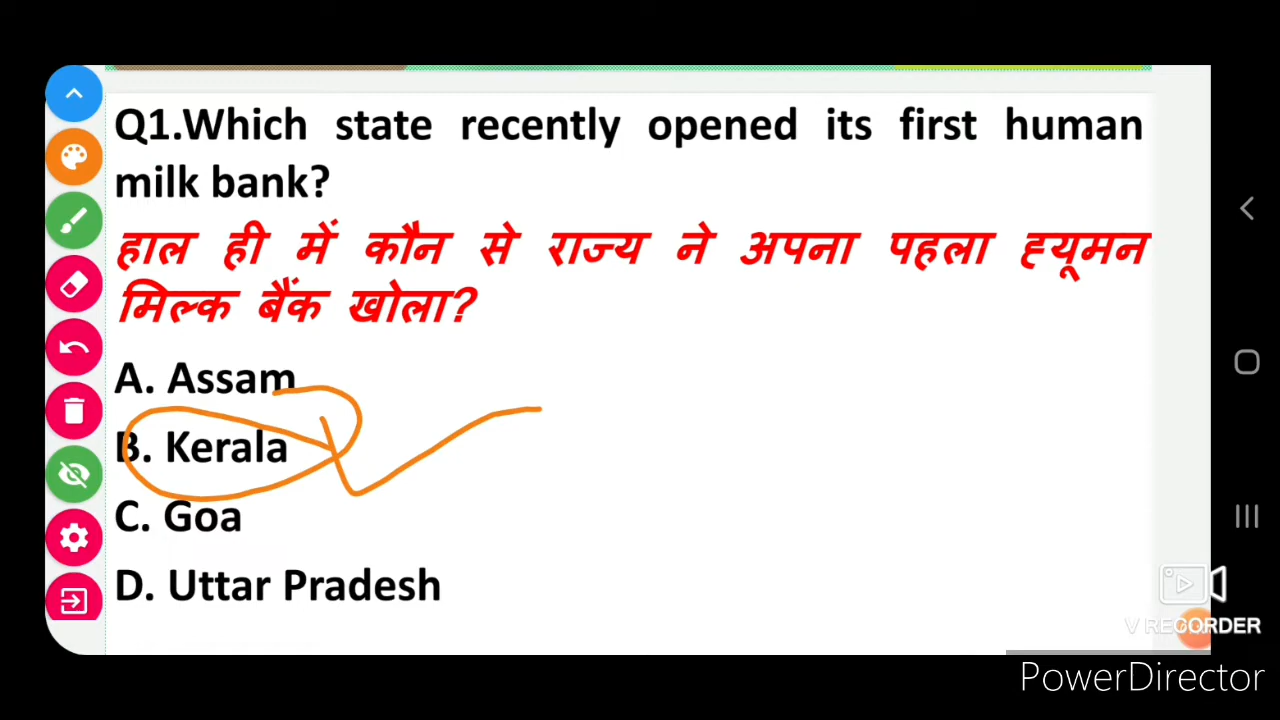 Q1.Which state recently opened its first human
milk bank?
हाल ही में कौन से राज्य ने अपना पहला ह्यूमन
मिल्क बैंक खोला?
A. Assam
B. Kerala
C. Goa
D. Uttar Pradesh
V RECORDER
PowerDirector